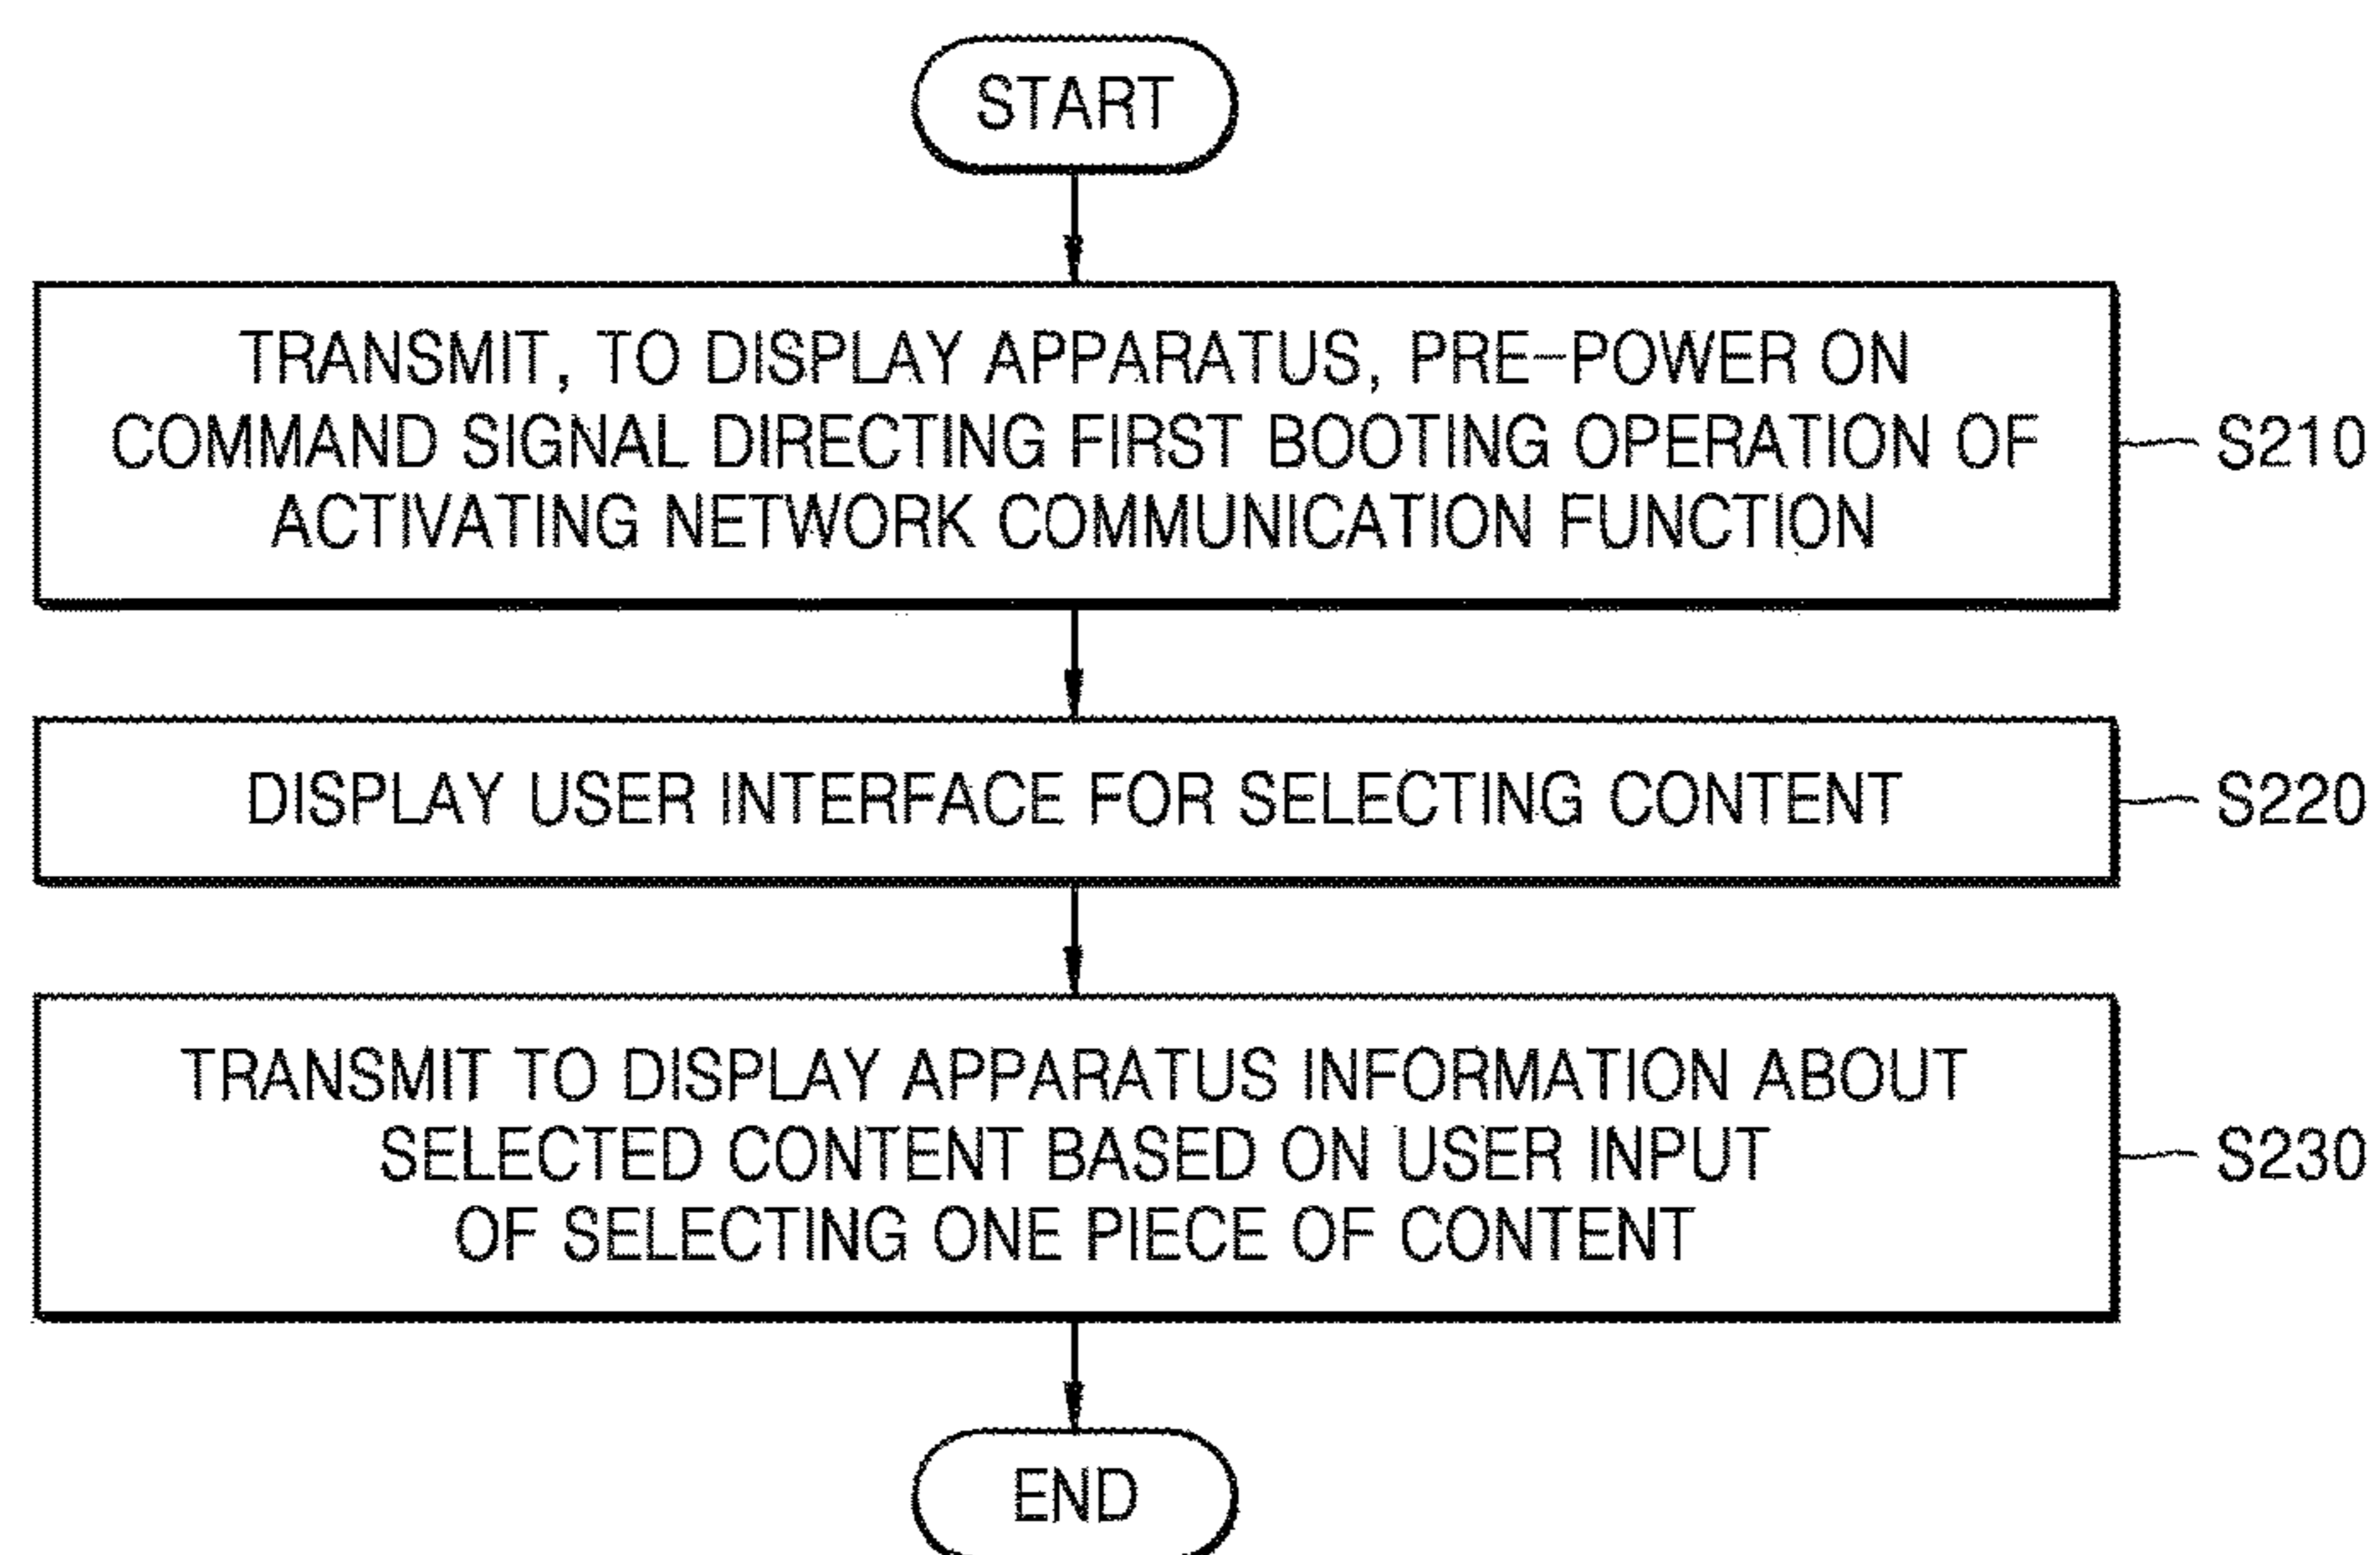 START
TRANSMIT, TO DISPLAY APPARATUS, PRE-POWER ON
COMMAND SIGNAL DIRECTING FIRST BOOTING OPERATION OF
ACTIVATING NETWORK COMMUNICATION FUNCTION
S210
DISPLAY USER INTERFACE FOR SELECTING CONTENT
S220
TRANSMIT TO DISPLAY APPARATUS INFORMATION ABOUT
SELECTED CONTENT BASED ON USER INPUT
OF SELECTING ONE PIECE OF CONTENT
S230
END